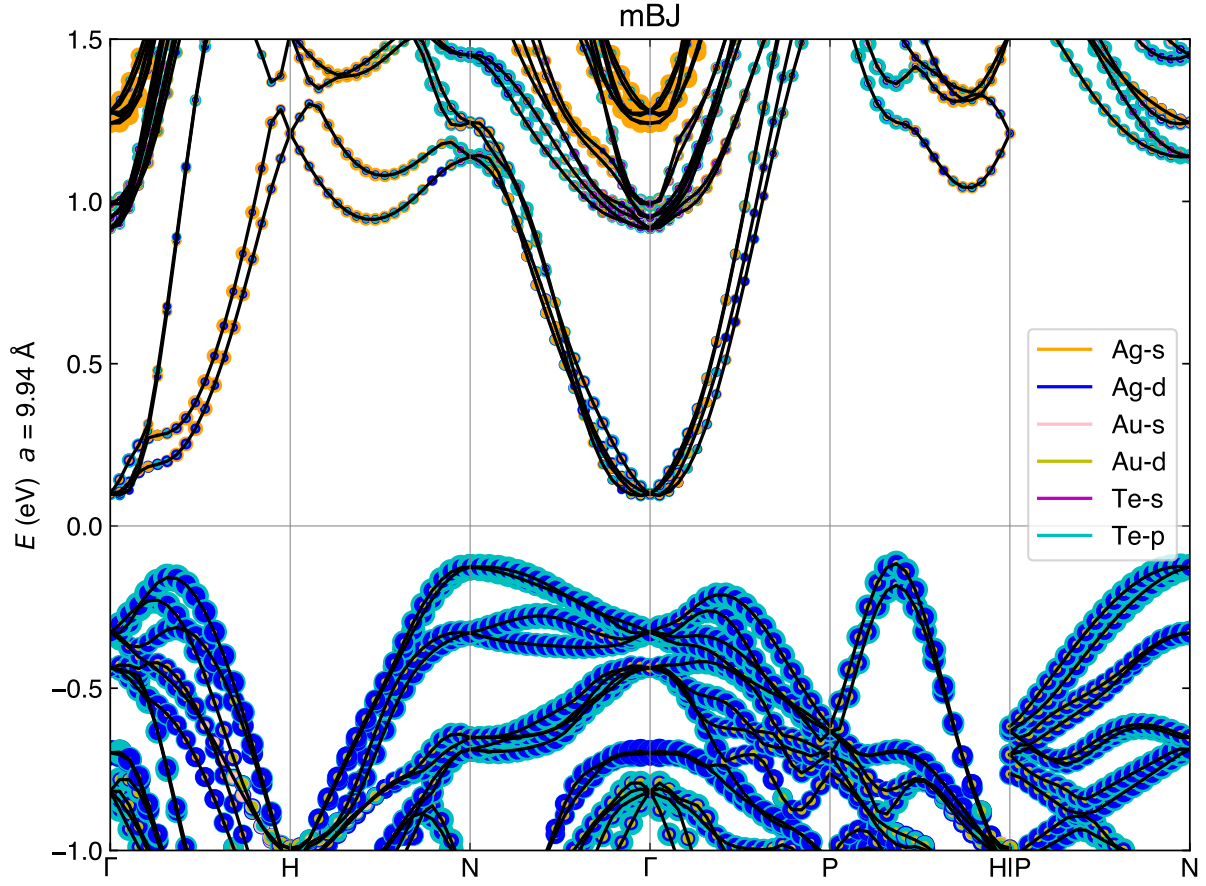 mBJ
1.5
1.0
0.5
0.0
−0.5
−1.0
E (eV)  a = 9.94 Å
Ag-s
Ag-d
Au-s
Au-d
Te-s
Te-p
Γ H N Γ P H|P N